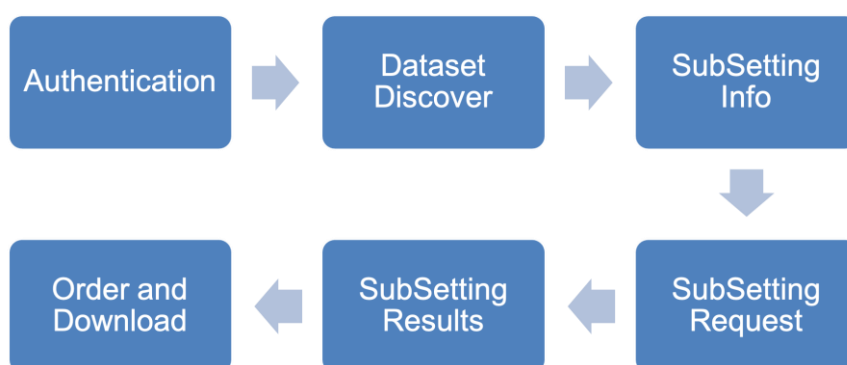 Authentication
Dataset
Discover
SubSetting
Info
SubSetting
Request
SubSetting
Results
Order and
Download